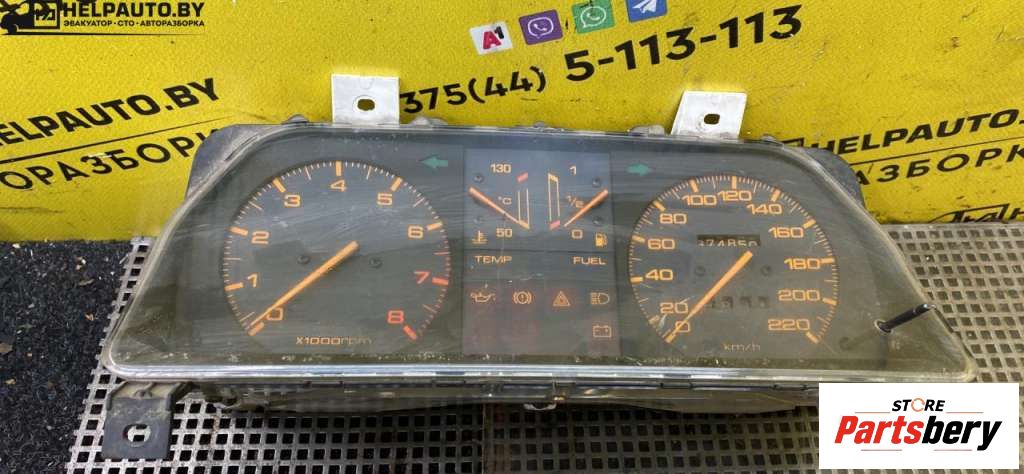 HELPAUTO.BY
ЭВАКУАТОР · СТО · АВТОРАЗБОРКА
A1
375(44) 5-113-113
HELPAUTO.BY
HELPAUTO.BY
ОРАЗБОРК
0 1 2 3 4 5 6 7 8
X1000rpm
130
°C
50
TEMP
1
1/2
0
FUEL
0 20 40 60 80 100 120 140 160 180 200 220
km/h
STORE
Partsbery